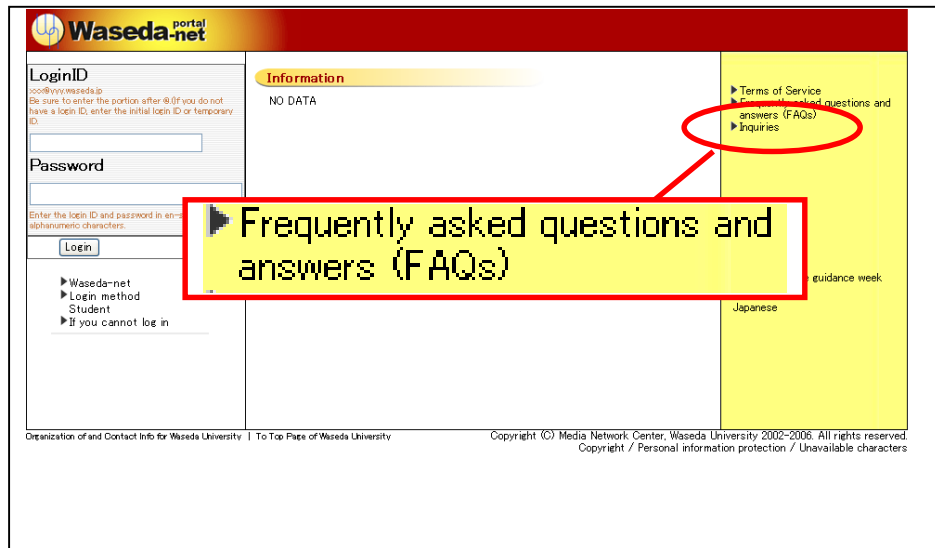 Waseda-net portal
LoginID
xxx@yyy.waseda.jp
Be sure to enter the portion after @.(If you do not
have a login ID, enter the initial login ID or temporary
ID.
Password
Enter the login ID and password in
alphanumeric characters.
Login
Waseda-net
Login method
Student
If you cannot log in
Information
NO DATA
Terms of Service
Frequently asked questions and
answers (FAQs)
Inquiries
Frequently asked questions and
answers (FAQs)
guidance week
Japanese
Organization of and Contact Info for Waseda University | To Top Page of Waseda University
Copyright (C) Media Network Center, Waseda University 2002-2006. All rights reserved.
Copyright / Personal information protection / Unavailable characters